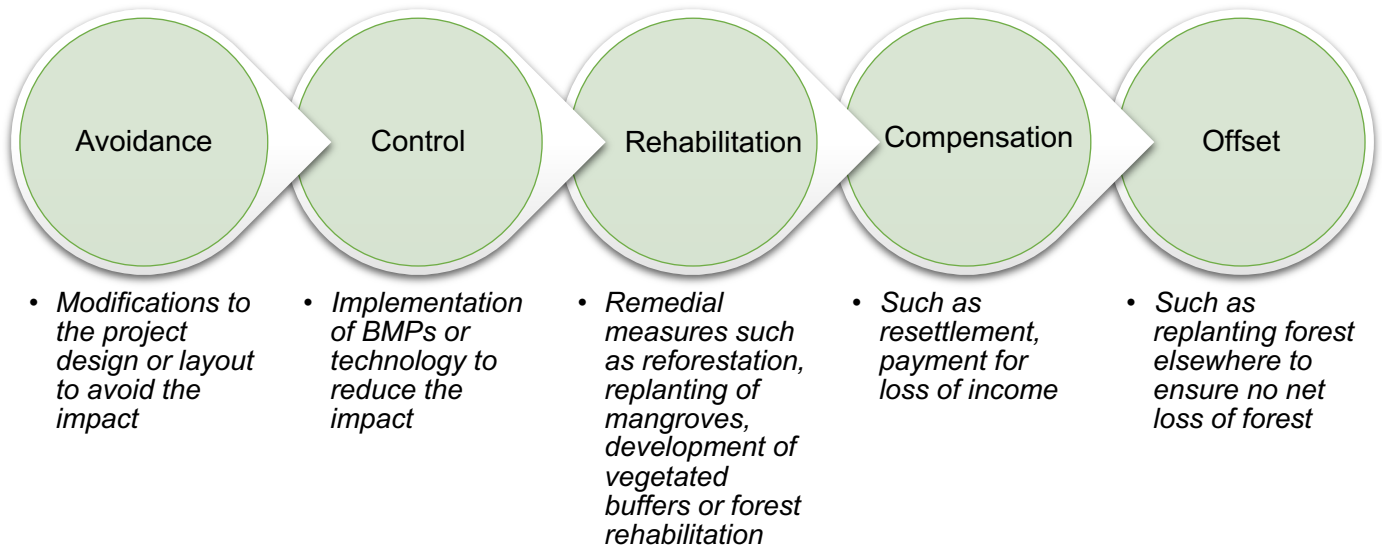 Avoidance
Control
Rehabilitation
Compensation
Offset
• Modifications to
the project
design or layout
to avoid the
impact
• Implementation
of BMPs or
technology to
reduce the
impact
• Remedial
measures such
as reforestation,
replanting of
mangroves,
development of
vegetated
buffers or forest
rehabilitation
• Such as
resettlement,
payment for
loss of income
• Such as
replanting forest
elsewhere to
ensure no net
loss of forest